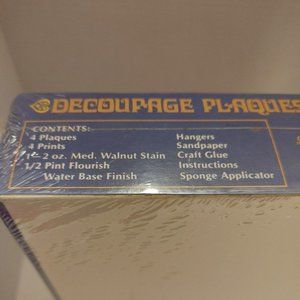 DECOUPAGE PLAQUES
CONTENTS:
4 Plaques
4 Prints
1 - 2 oz. Med. Walnut Stain
1/2 Pint Flourish
Water Base Finish
Hangers
Sandpaper
Craft Glue
Instructions
Sponge Applicator